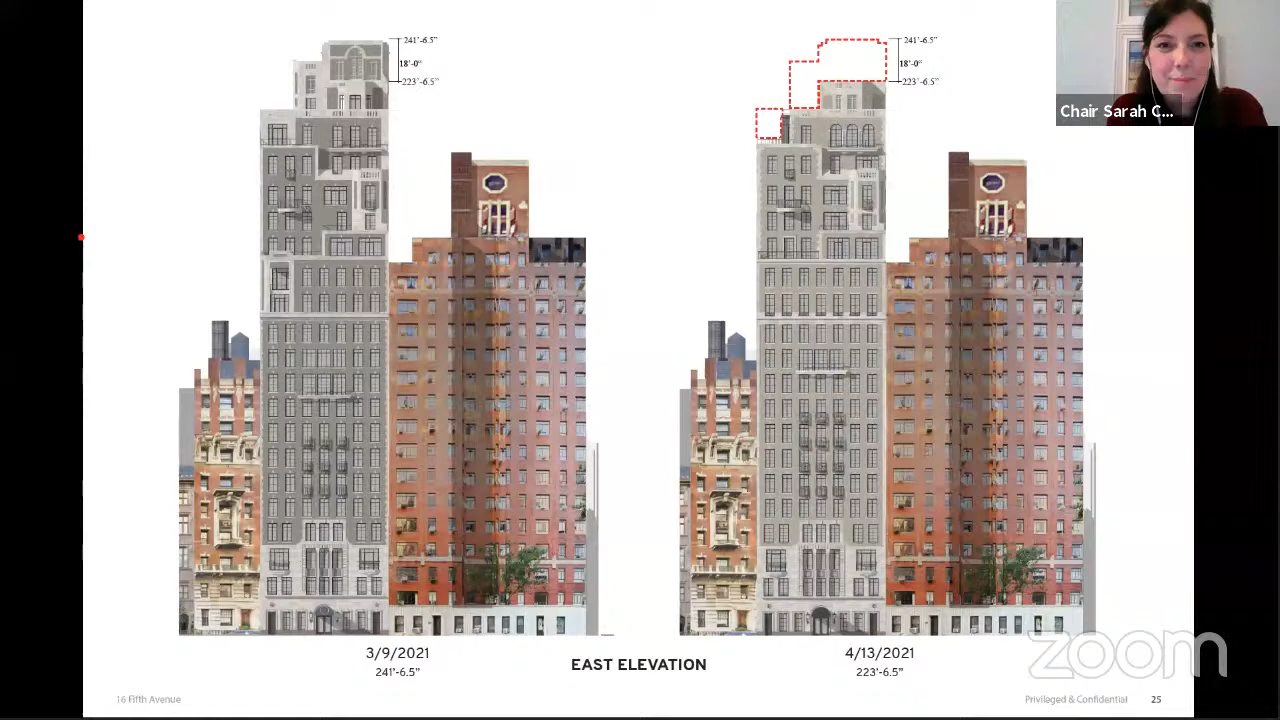 241'-6.5"
18'-0"
223'-6.5"
241'-6.5"
18'-0"
223'-6.5"
Chair Sarah C...
3/9/2021
241'-6.5"
EAST ELEVATION
4/13/2021
223'-6.5"
zoom
16 Fifth Avenue
Privileged & Confidential 25